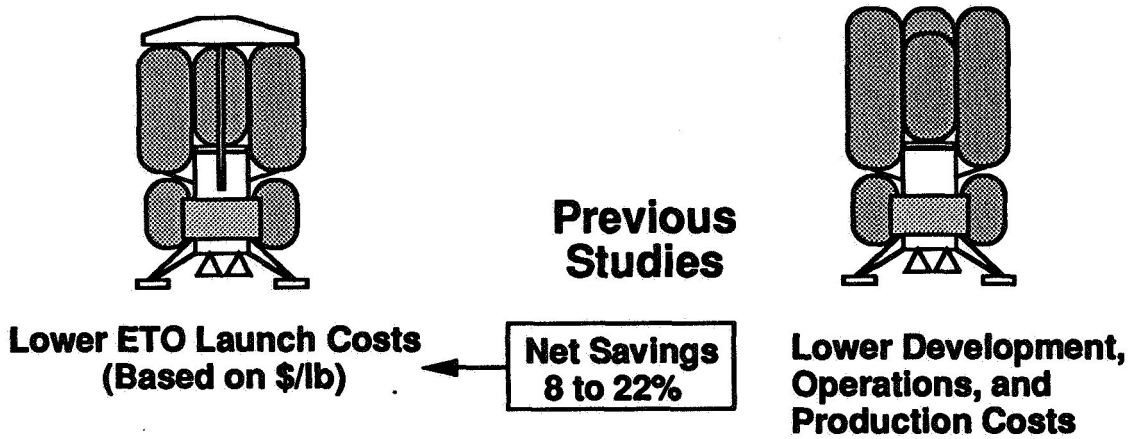 Previous
Studies
Lower ETO Launch Costs
(Based on $/lb)
Net Savings
8 to 22%
Lower Development,
Operations, and
Production Costs